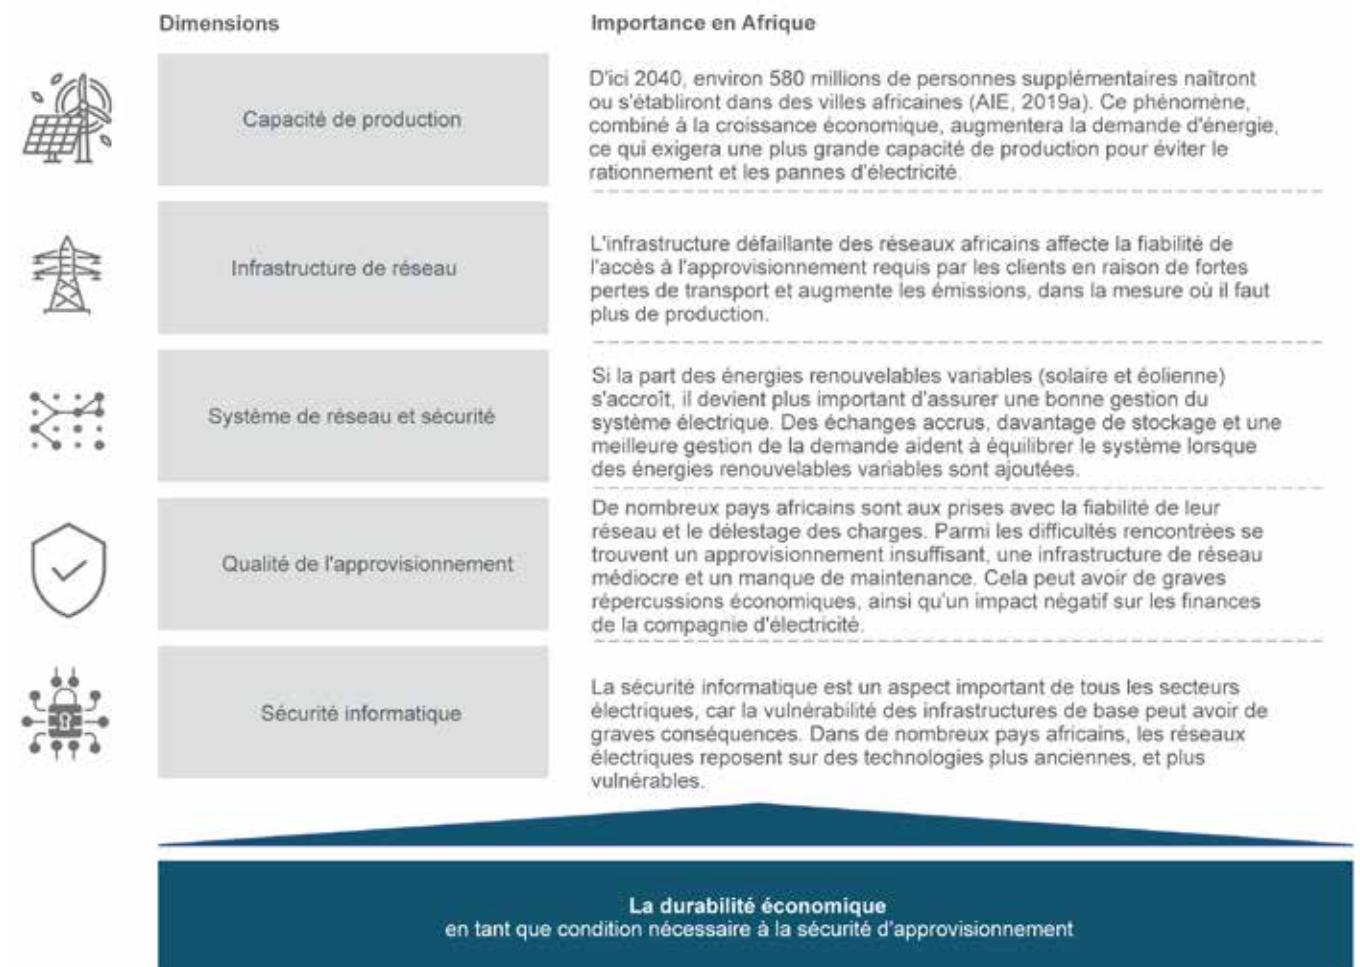 Dimensions
Importance en Afrique
Capacité de production
D'ici 2040, environ 580 millions de personnes supplémentaires naîtront
ou s'établiront dans des villes africaines (AIE, 2019a). Ce phénomène,
combiné à la croissance économique, augmentera la demande d'énergie,
ce qui exigera une plus grande capacité de production pour éviter le
rationnement et les pannes d'électricité.
Infrastructure de réseau
L'infrastructure défaillante des réseaux africains affecte la fiabilité de
l'accès à l'approvisionnement requis par les clients en raison de fortes
pertes de transport et augmente les émissions, dans la mesure où il faut
plus de production.
Système de réseau et sécurité
Si la part des énergies renouvelables variables (solaire et éolienne)
s'accroît, il devient plus important d'assurer une bonne gestion du
système électrique. Des échanges accrus, davantage de stockage et une
meilleure gestion de la demande aident à équilibrer le système lorsque
des énergies renouvelables variables sont ajoutées.
Qualité de l'approvisionnement
De nombreux pays africains sont aux prises avec la fiabilité de leur
réseau et le délestage des charges. Parmi les difficultés rencontrées se
trouvent un approvisionnement insuffisant, une infrastructure de réseau
médiocre et un manque de maintenance. Cela peut avoir de graves
répercussions économiques, ainsi qu'un impact négatif sur les finances
de la compagnie d'électricité.
Sécurité informatique
La sécurité informatique est un aspect important de tous les secteurs
électriques, car la vulnérabilité des infrastructures de base peut avoir de
graves conséquences. Dans de nombreux pays africains, les réseaux
électriques reposent sur des technologies plus anciennes, et plus
vulnérables.
La durabilité économique
en tant que condition nécessaire à la sécurité d'approvisionnement